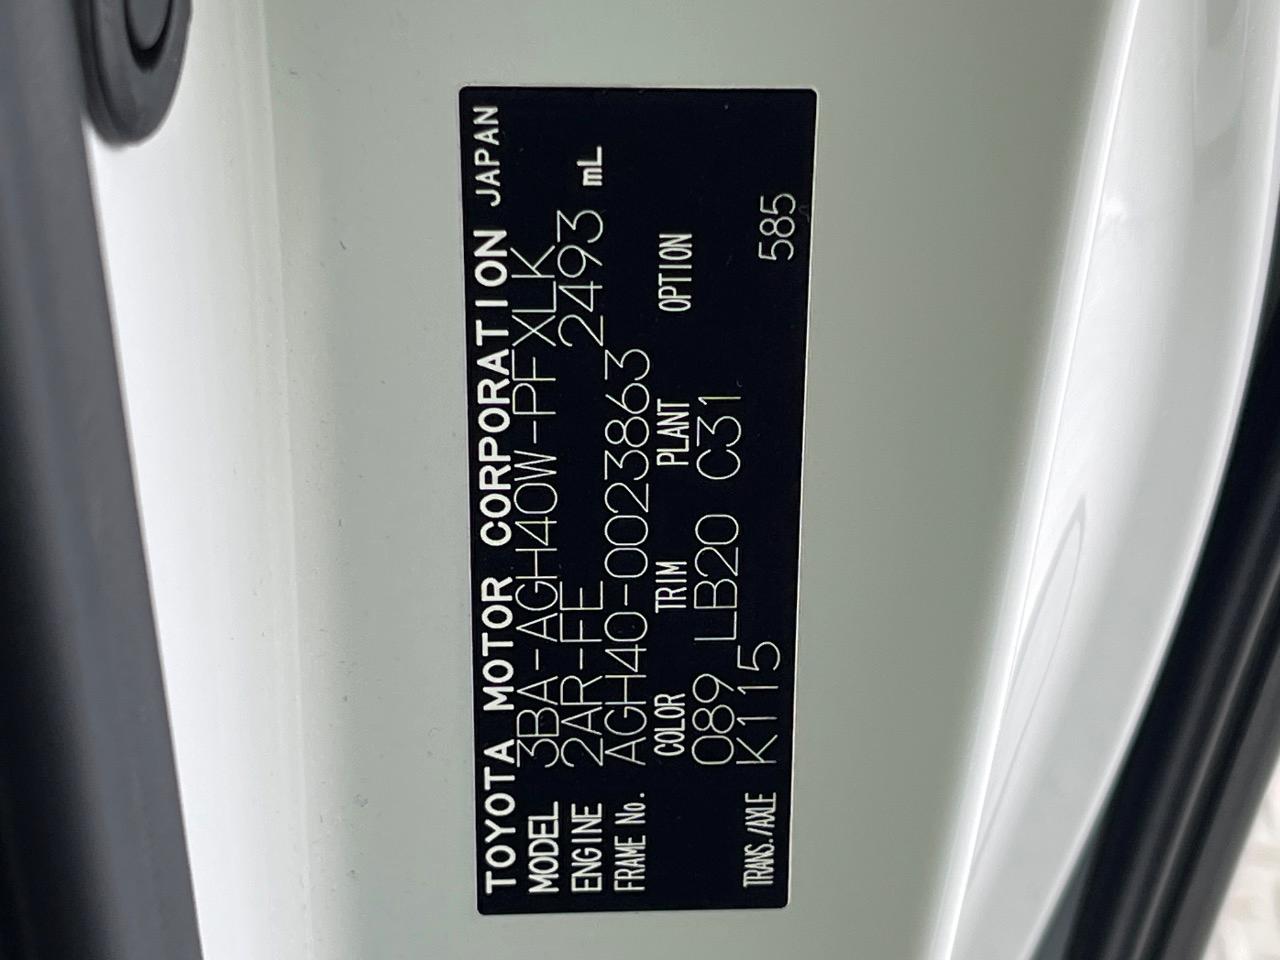 TOYOTA MOTOR CORPORATION JAPAN
MODEL 3BA-AGH40W-PFXLK
ENGINE 2AR-FE 2493 mL
FRAME No. AGH40-0023863
COLOR TRIM PLANT OPTION
089 LB20 C31
TRANS./AXLE K115 585